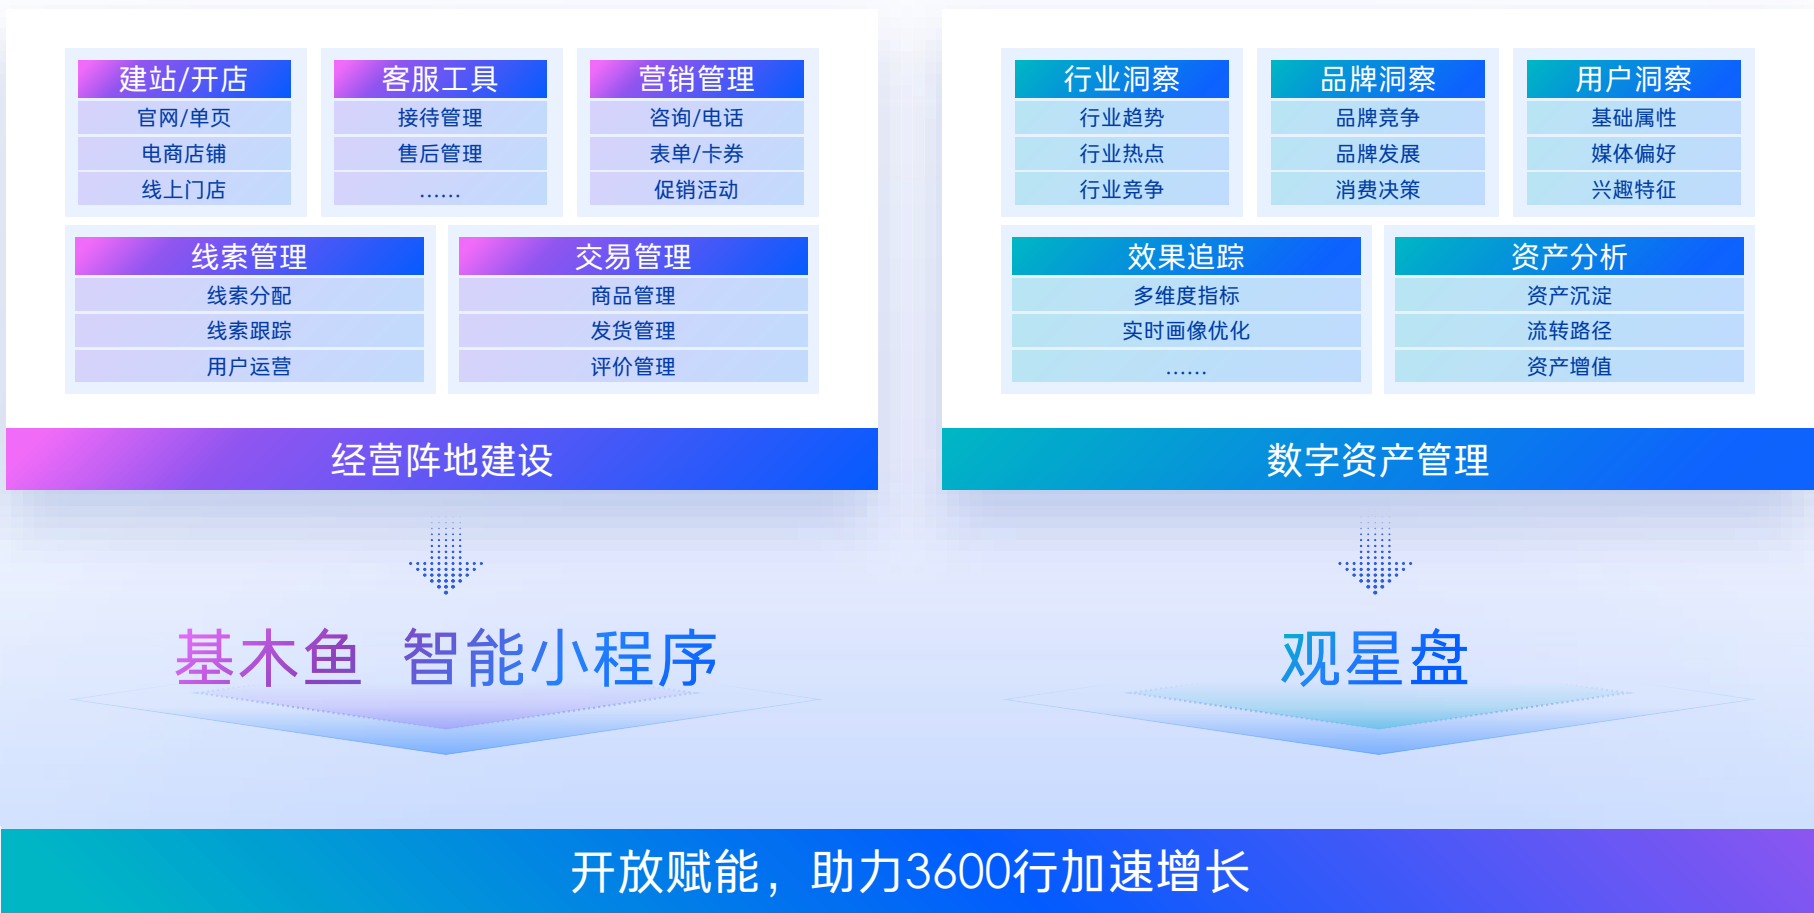 建站/开店
官网/单页
电商店铺
线上门店
客服工具
接待管理
售后管理
......
营销管理
咨询/电话
表单/卡券
促销活动
线索管理
线索分配
线索跟踪
用户运营
交易管理
商品管理
发货管理
评价管理
经营阵地建设
基木鱼 智能小程序
行业洞察
行业趋势
行业热点
行业竞争
品牌洞察
品牌竞争
品牌发展
消费决策
用户洞察
基础属性
媒体偏好
兴趣特征
效果追踪
多维度指标
实时画像优化
......
资产分析
资产沉淀
流转路径
资产增值
数字资产管理
观星盘
开放赋能，助力3600行加速增长